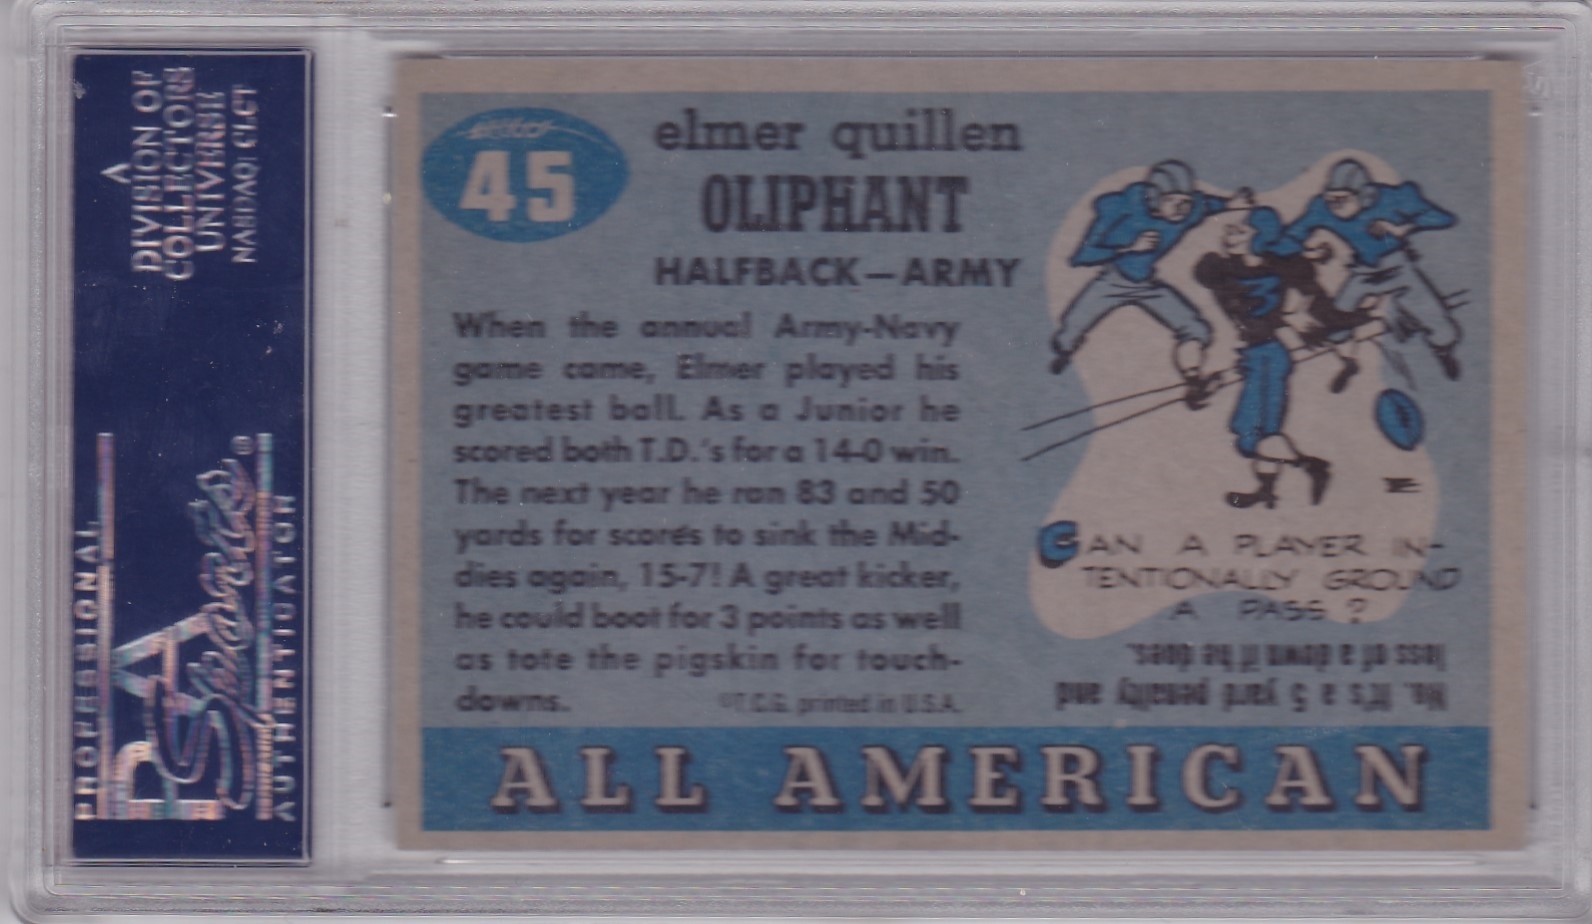 A
DIVISION OF
COLLECTORS
UNIVERSE
NASDAQ: CLCT
PROFESSIONAL
PSA
Sportscard
AUTHENTICATOR
®
45
elmer quillen
OLIPHANT
HALFBACK—ARMY
When the annual Army-Navy
game came, Elmer played his
greatest ball. As a Junior he
scored both T.D.'s for a 14-0 win.
The next year he ran 83 and 50
yards for scores to sink the Mid-
dies again, 15-7! A great kicker,
he could boot for 3 points as well
as tote the pigskin for touch-
downs.
©T.C.G. printed in U.S.A.
3
CAN A PLAYER IN-
TENTIONALLY GROUND
A PASS?
No. It's a 5 yard penalty and
loss of a down if he does.
ALL AMERICAN